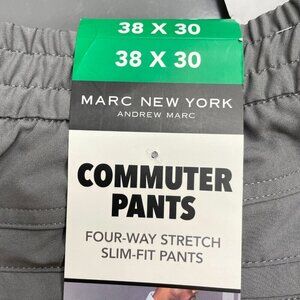 38 X 30
38 X 30
MARC NEW YORK
ANDREW MARC
COMMUTER
PANTS
FOUR-WAY STRETCH
SLIM-FIT PANTS